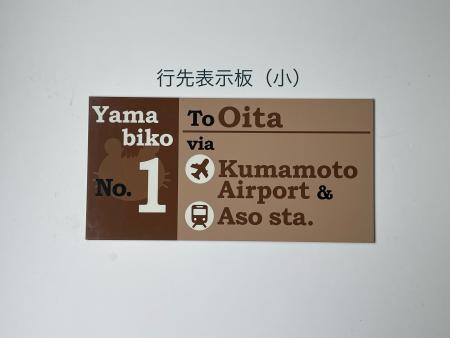 行先表示板（小）
Yama
biko
No. 1
To Oita
via
Kumamoto
Airport &
Aso sta.